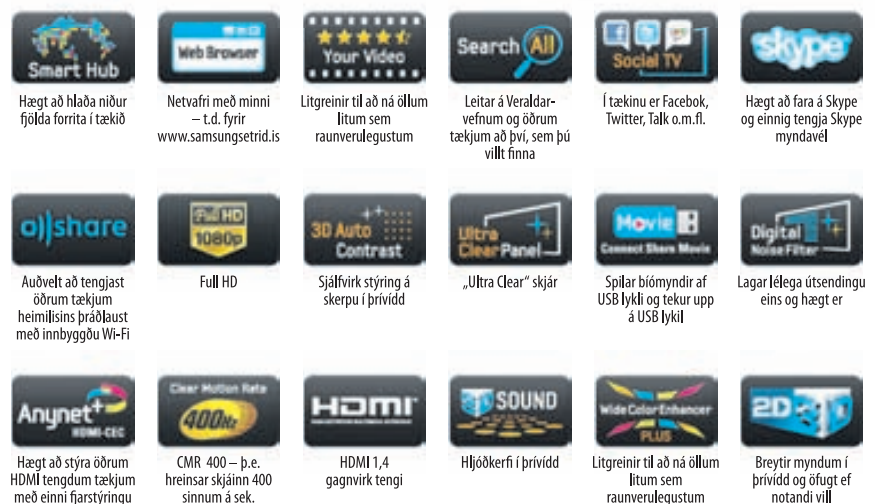 Smart Hub
Hægt að hlaða niður
fjölda forrita í tækið
Web Browser
Netvafri með minni
– t.d. fyrir
www.samsungsetrid.is
Your Video
Litgreinir til að ná öllum
litum sem
raunverulegustum
Search All
Leitar á Veraldar-
vefnum og öðrum
tækjum að því, sem þú
villt finna
Social TV
Í tækinu er Facebok,
Twitter, Talk o.m.fl.
skype
Hægt að fara á Skype
og einnig tengja Skype
myndavél
allshare
Auðvelt að tengjast
öðrum tækjum
heimilisins þráðlaust
með innbyggðu Wi-Fi
Full HD
1080p
Full HD
3D Auto
Contrast
Sjálfvirk stýring á
skerpu í þrívídd
Ultra
Clear Panel
„Ultra Clear“ skjár
Movie
Connect Share Movie
Spilar bíómyndir af
USB lykli og tekur upp
á USB lykil
Digital
Noise Filter
Lagar lélega útsendingu
eins og hægt er
Anynet+
HDMI-CEC
Hægt að stýra öðrum
HDMI tengdum tækjum
með einni fjarstýringu
Clear Motion Rate
400Hz
CMR 400 – þ.e.
hreinsar skjáinn 400
sinnum á sek.
HDMI
HDMI 1,4
gagnvirk tengi
3D SOUND
Hljóðkerfi í þrívídd
Wide Color Enhancer
PLUS
Litgreinir til að ná öllum
litum sem
raunverulegustum
2D 3D
Breytir myndum í
þrívídd og öfugt ef
notandi vill